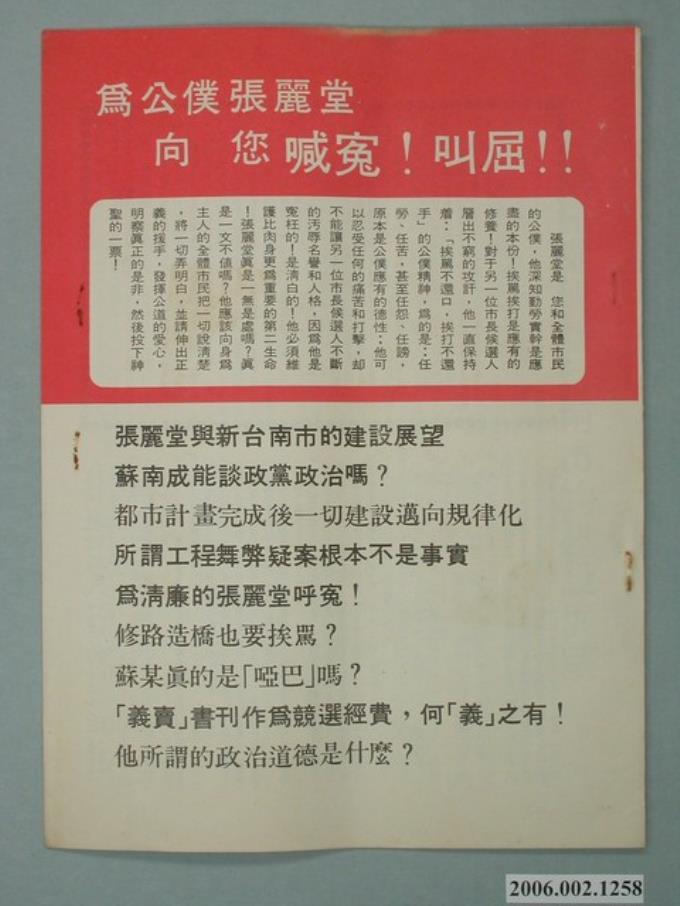 爲公僕張麗堂
向您喊冤！叫屈！！
張麗堂是　您和全體市民
的公僕，他深知勤勞實幹是應
盡的本份！挨罵挨打是應有的
修養！對于另一位市長候選人
層出不窮的攻訐，他一直保持
着：「挨罵不還口，挨打不還
手」的公僕精神，爲的是：任
勞、任苦，甚至任怨、任謗，
原本是公僕應有的德性；他可
以忍受任何的痛苦和打擊，却
不能讓另一位市長候選人不斷
的汚辱名譽和人格，因爲他是
冤枉的！是清白的！他必須維
護比肉身更爲重要的第二生命
！張麗堂眞是一無是處嗎？眞
是一文不值嗎？他應該向身爲
主人的全體市民把一切說清楚
，將一切弄明白，並請伸出正
義的援手，發揮公道的愛心，
明察眞正的是非，然後投下神
聖的一票！
張麗堂與新台南市的建設展望
蘇南成能談政黨政治嗎？
都市計畫完成後一切建設邁向規律化
所謂工程舞弊疑案根本不是事實
爲清廉的張麗堂呼冤！
修路造橋也要挨罵？
蘇某眞的是「啞巴」嗎？
「義賣」書刊作爲競選經費，何「義」之有！
他所謂的政治道德是什麼？
2006.002.1258